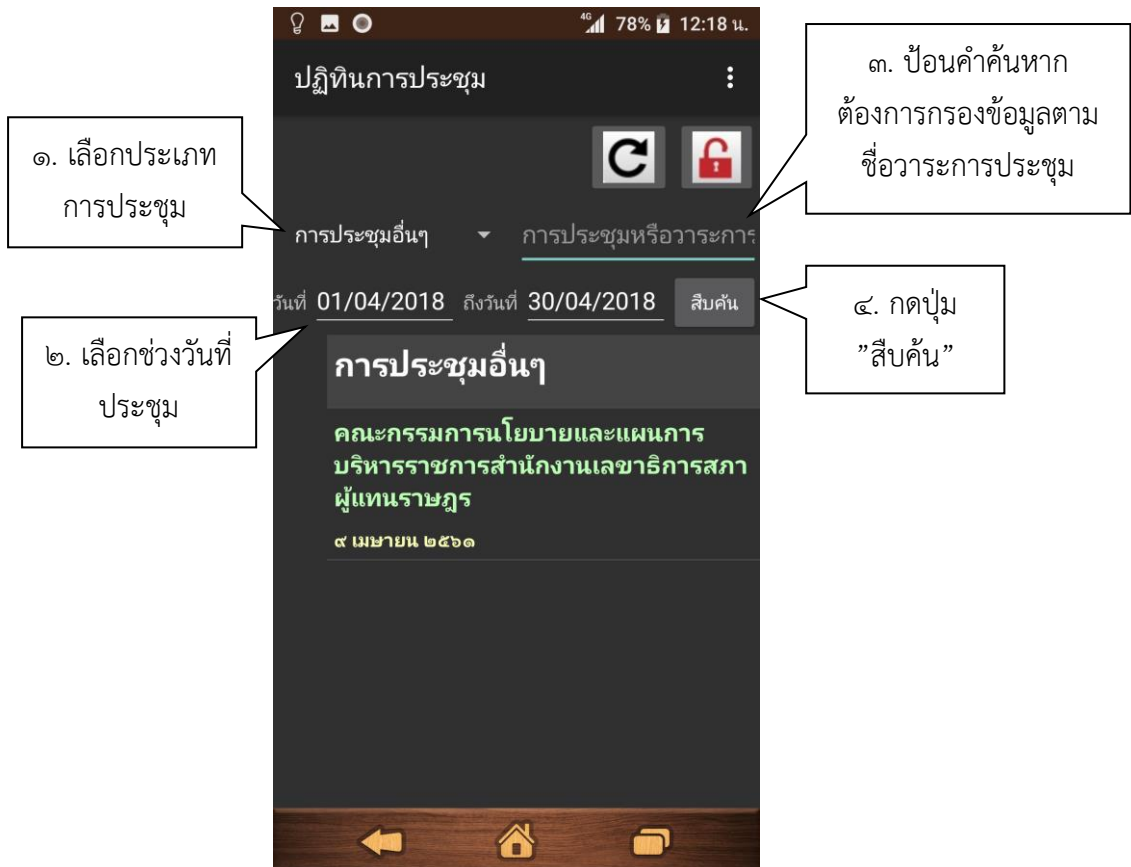 4G 78% 12:18 น.
ปฏิทินการประชุม
๑. เลือกประเภท
การประชุม
๓. ป้อนคำค้นหาก
ต้องการกรองข้อมูลตาม
ชื่อวาระการประชุม
การประชุมอื่นๆ การประชุมหรือวาระการ
วันที่ 01/04/2018 ถึงวันที่ 30/04/2018 สืบค้น
๒. เลือกช่วงวันที่
ประชุม
๔. กดปุ่ม
”สืบค้น”
การประชุมอื่นๆ
คณะกรรมการนโยบายและแผนการ
บริหารราชการสำนักงานเลขาธิการสภา
ผู้แทนราษฎร
๙ เมษายน ๒๕๖๑